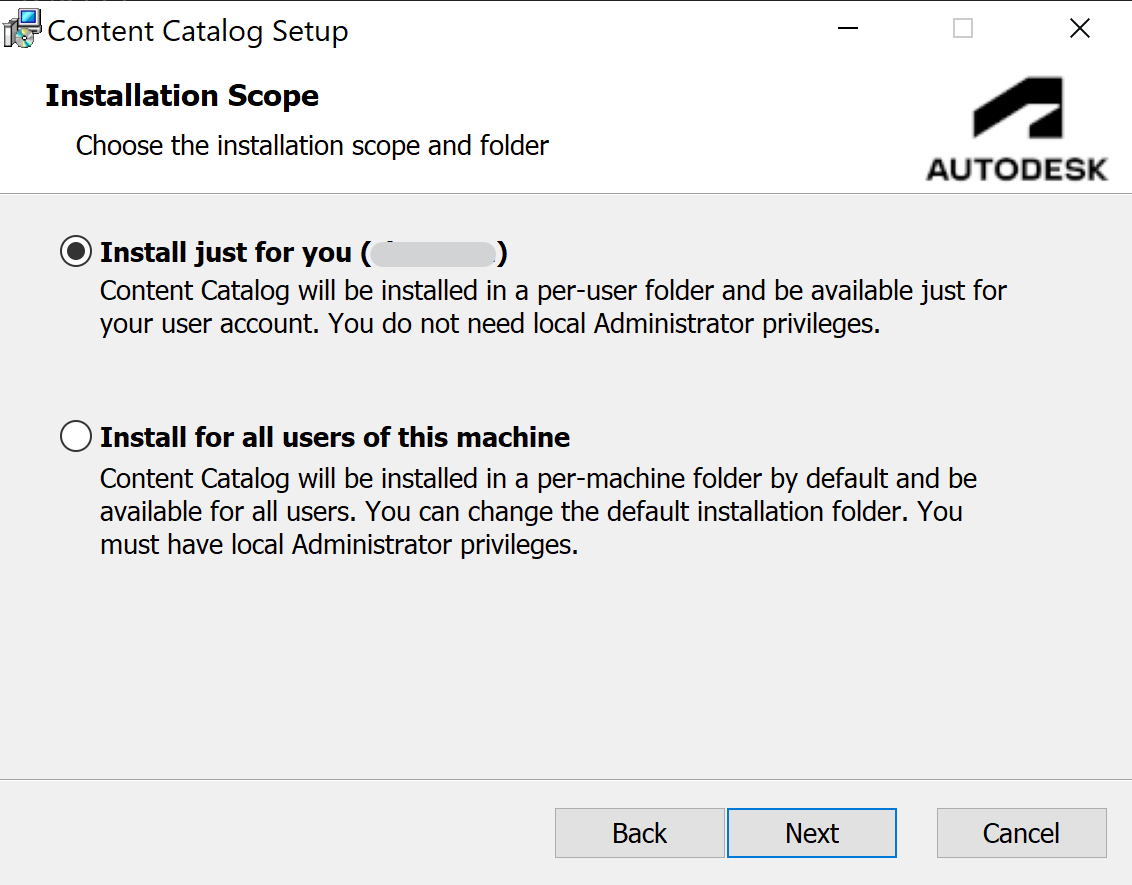 Content Catalog Setup
Installation Scope
Choose the installation scope and folder
AUTODESK
Install just for you ( )
Content Catalog will be installed in a per-user folder and be available just for
your user account. You do not need local Administrator privileges.
Install for all users of this machine
Content Catalog will be installed in a per-machine folder by default and be
available for all users. You can change the default installation folder. You
must have local Administrator privileges.
Back Next Cancel